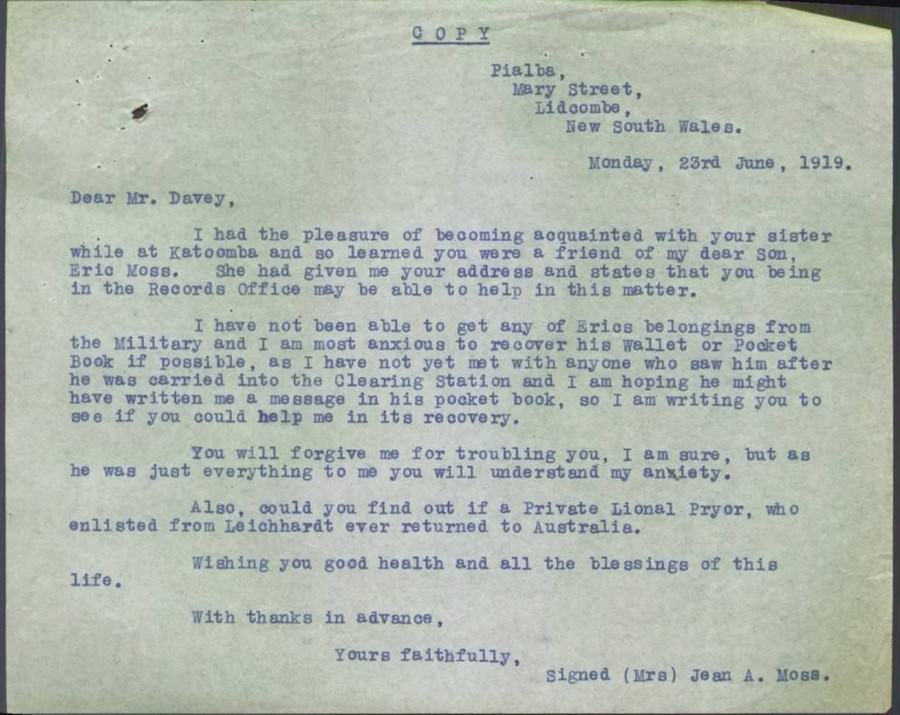 COPY
Pialba,
Mary Street,
Lidcombe,
New South Wales.
Monday, 23rd June, 1919.
Dear Mr. Davey,
I had the pleasure of becoming acquainted with your sister
while at Katoomba and so learned you were a friend of my dear Son,
Eric Moss. She had given me your address and states that you being
in the Records Office may be able to help in this matter.
I have not been able to get any of Erics belongings from
the Military and I am most anxious to recover his Wallet or Pocket
Book if possible, as I have not yet met with anyone who saw him after
he was carried into the Clearing Station and I am hoping he might
have written me a message in his pocket book, so I am writing you to
see if you could help me in its recovery.
You will forgive me for troubling you, I am sure, but as
he was just everything to me you will understand my anxiety.
Also, could you find out if a Private Lional Pryor, who
enlisted from Leichhardt ever returned to Australia.
Wishing you good health and all the blessings of this
life.
With thanks in advance,
Yours faithfully,
Signed (Mrs) Jean A. Moss.